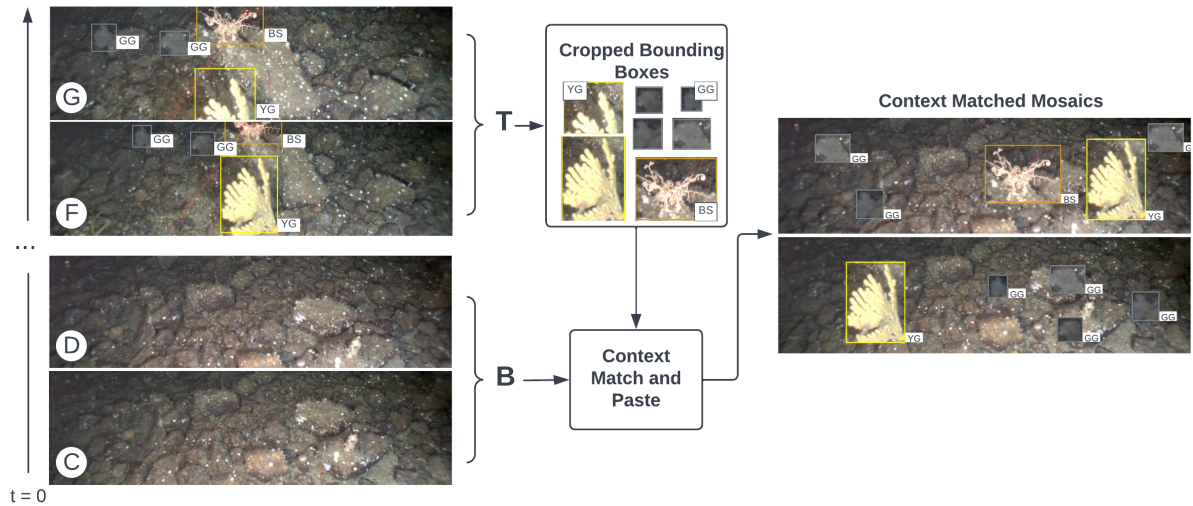 GG
GG
BS
G
YG
GG
GG
BS
F
YG
...
D
C
t = 0
T
B
Cropped Bounding
Boxes
YG
GG
BS
Context
Match and
Paste
Context Matched Mosaics
GG
GG
BS
YG
GG
GG
GG
GG
YG